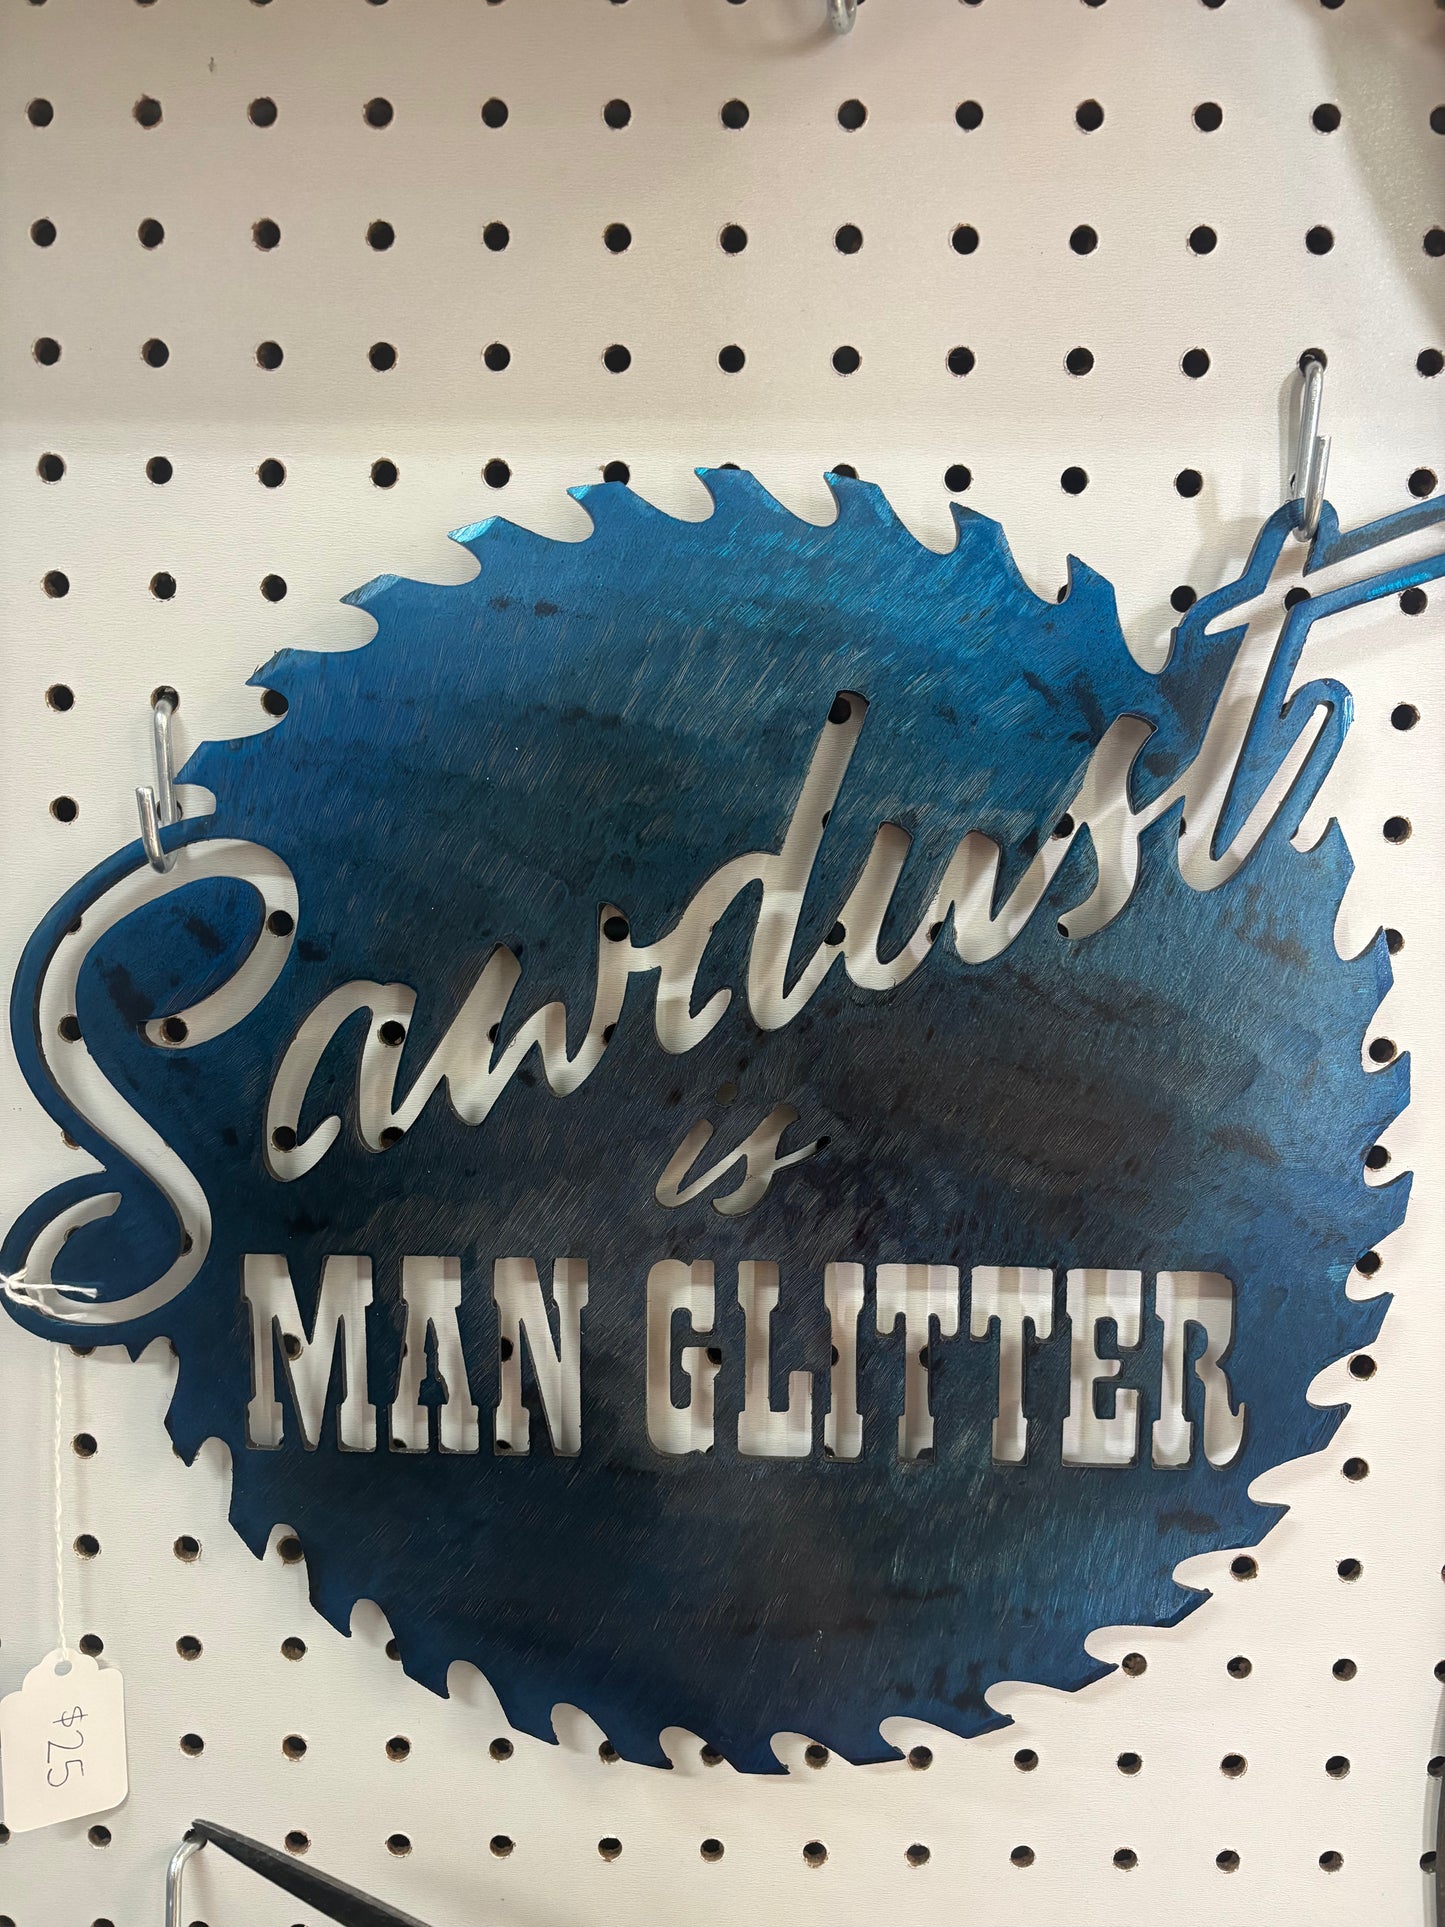 Sawdust
is
MAN GLITTER
$25